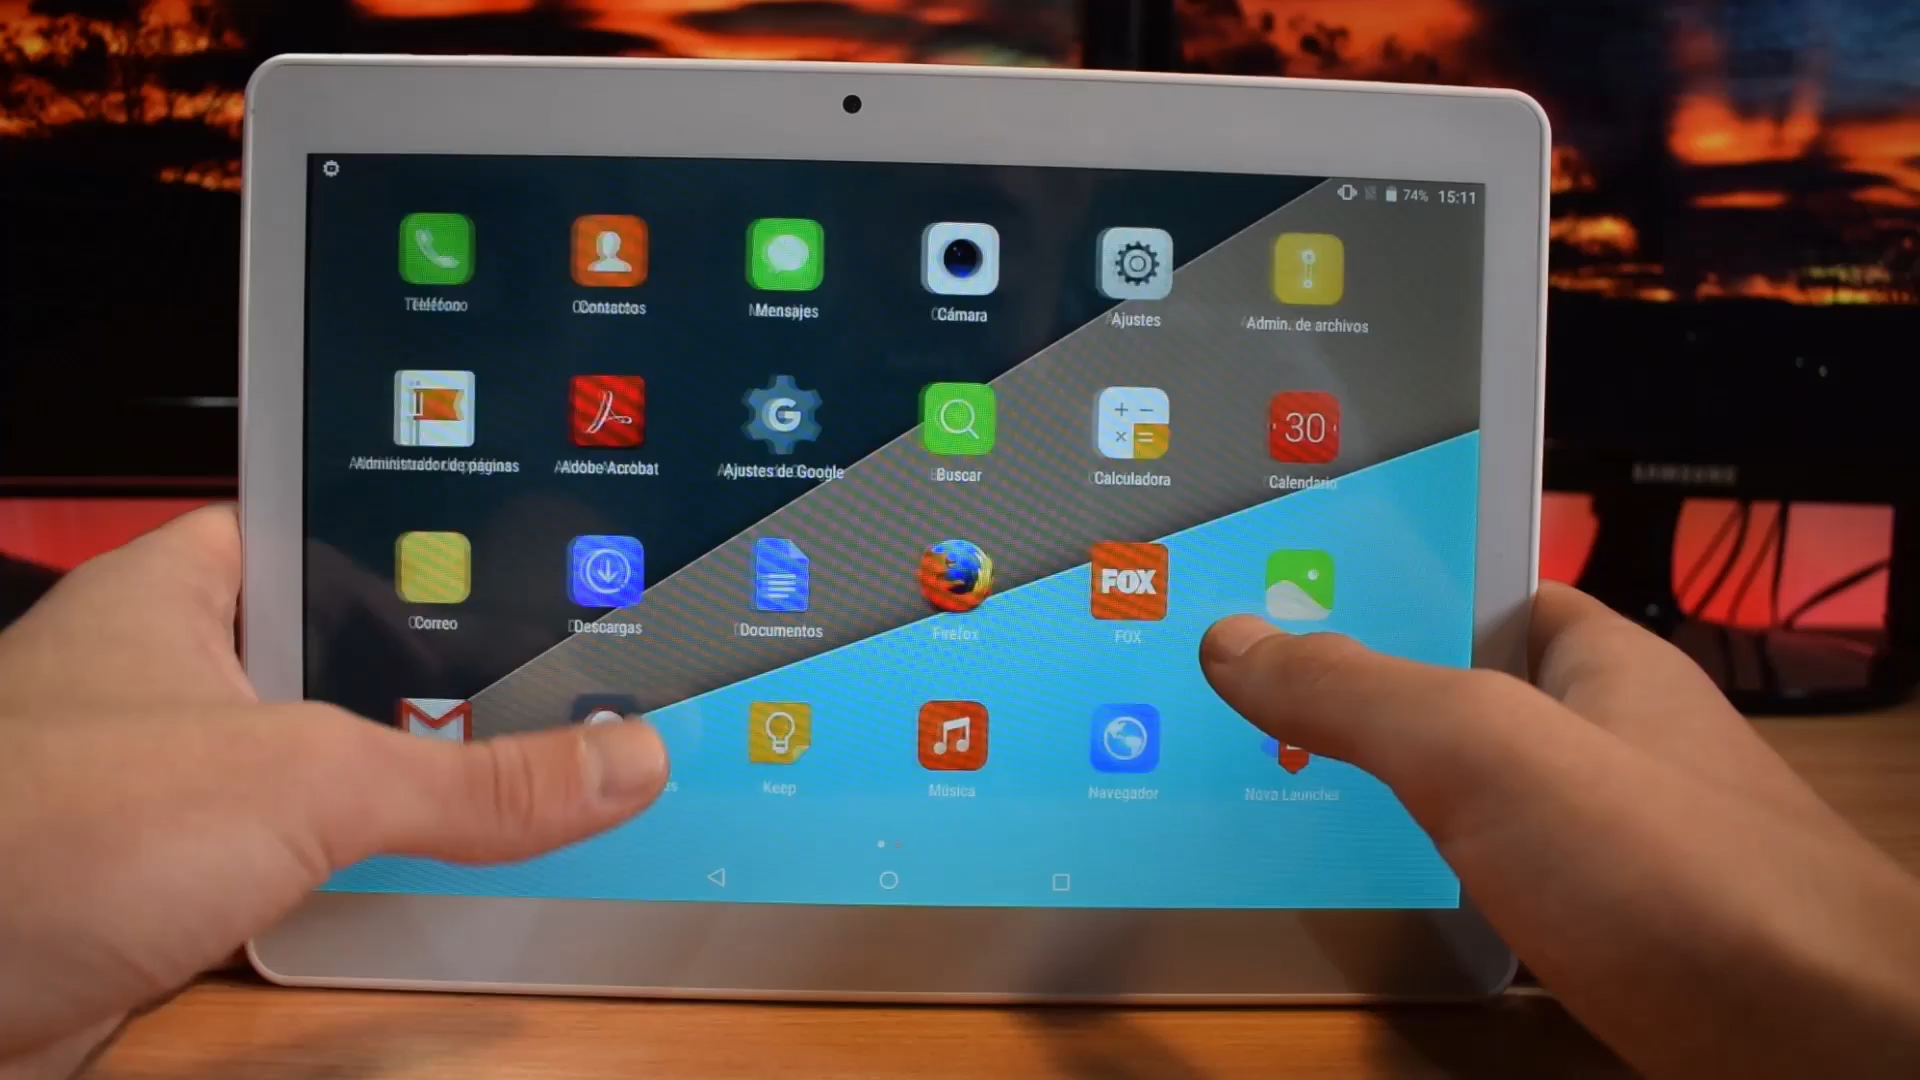 74% 15:11
Teléfono Contactos Mensajes Cámara Ajustes Admin. de archivos
G + - × = 30
Administrador de páginas Adobe Acrobat Ajustes de Google Buscar Calculadora Calendario
SAMSUNG
FOX
Correo Descargas Documentos Firefox FOX
Keep Música Navegador Nova Launcher